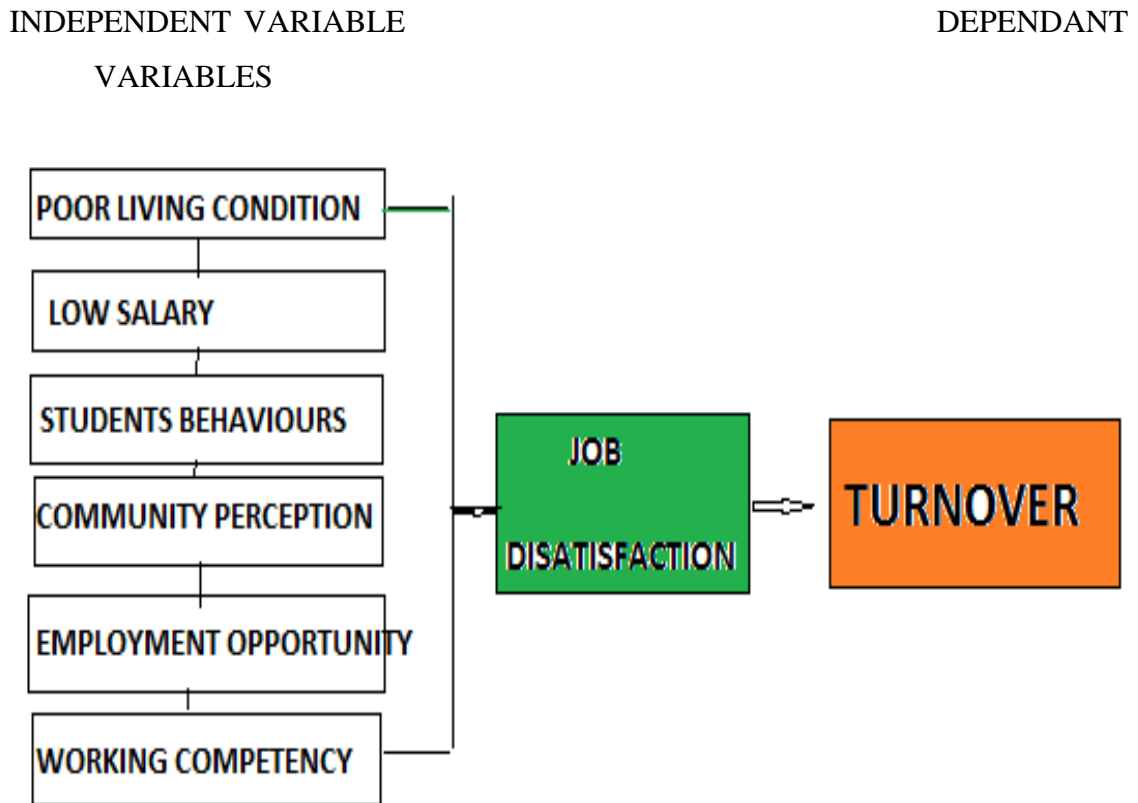 INDEPENDENT VARIABLE DEPENDANT
VARIABLES
POOR LIVING CONDITION
LOW SALARY
STUDENTS BEHAVIOURS
COMMUNITY PERCEPTION
EMPLOYMENT OPPORTUNITY
WORKING COMPETENCY
JOB
DISATISFACTION
TURNOVER